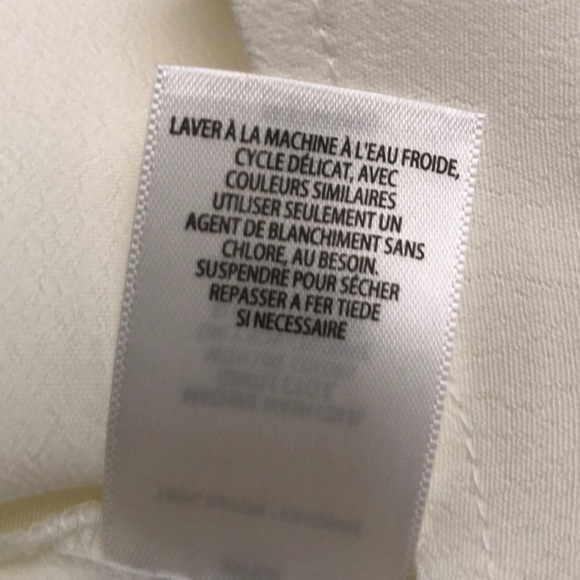 LAVER À LA MACHINE À L'EAU FROIDE,
CYCLE DÉLICAT, AVEC
COULEURS SIMILAIRES
UTILISER SEULEMENT UN
AGENT DE BLANCHIMENT SANS
CHLORE, AU BESOIN.
SUSPENDRE POUR SÉCHER
REPASSER A FER TIEDE
SI NECESSAIRE